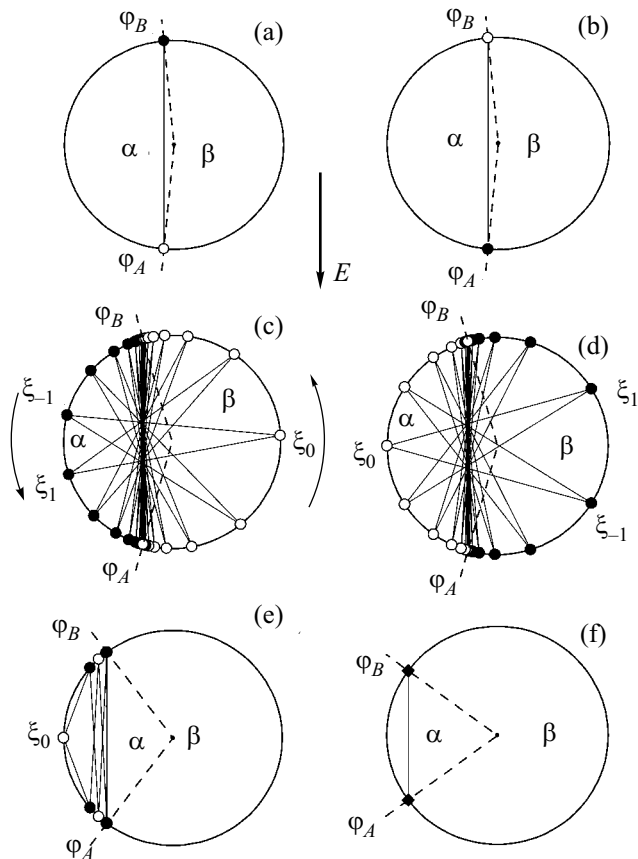 φB (a) (b)
φB
α β α β
φA E φA
φB (c) φB (d)
ξ–1 β ξ1
α ξ0 ξ0 α β
ξ1 ξ–1
φA φA
(e) (f)
φB φB
ξ0 α β α β
φA φA